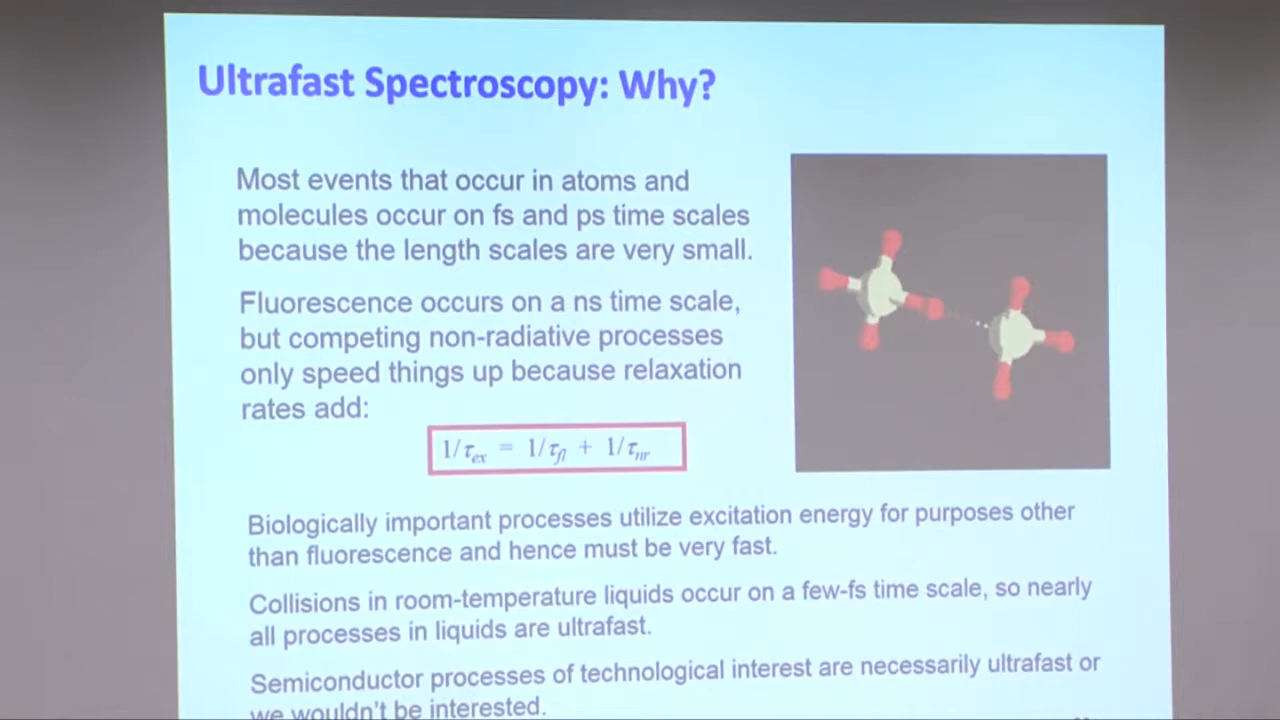 Ultrafast Spectroscopy: Why?
Most events that occur in atoms and
molecules occur on fs and ps time scales
because the length scales are very small.
Fluorescence occurs on a ns time scale,
but competing non-radiative processes
only speed things up because relaxation
rates add:
1/τex = 1/τfl + 1/τnr
Biologically important processes utilize excitation energy for purposes other
than fluorescence and hence must be very fast.
Collisions in room-temperature liquids occur on a few-fs time scale, so nearly
all processes in liquids are ultrafast.
Semiconductor processes of technological interest are necessarily ultrafast or
we wouldn't be interested.